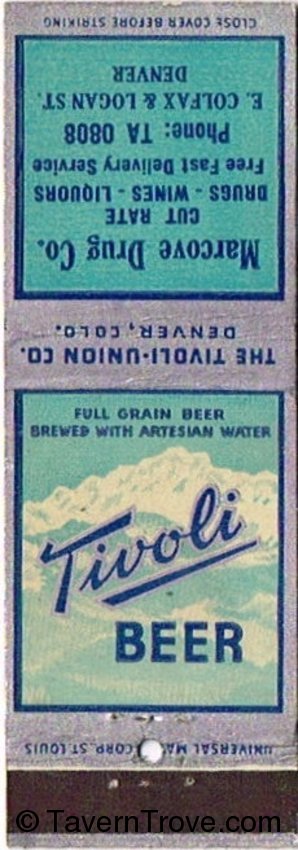 CLOSE COVER BEFORE STRIKING
Marcove Drug Co.
CUT RATE
DRUGS - WINES - LIQUORS
Free Fast Delivery Service
Phone: TA 0808
E. COLFAX & LOGAN ST.
DENVER
THE TIVOLI-UNION CO.
DENVER, COLO.
FULL GRAIN BEER
BREWED WITH ARTESIAN WATER
Tivoli
BEER
UNIVERSAL CORP. ST. LOUIS
© TavernTrove.com